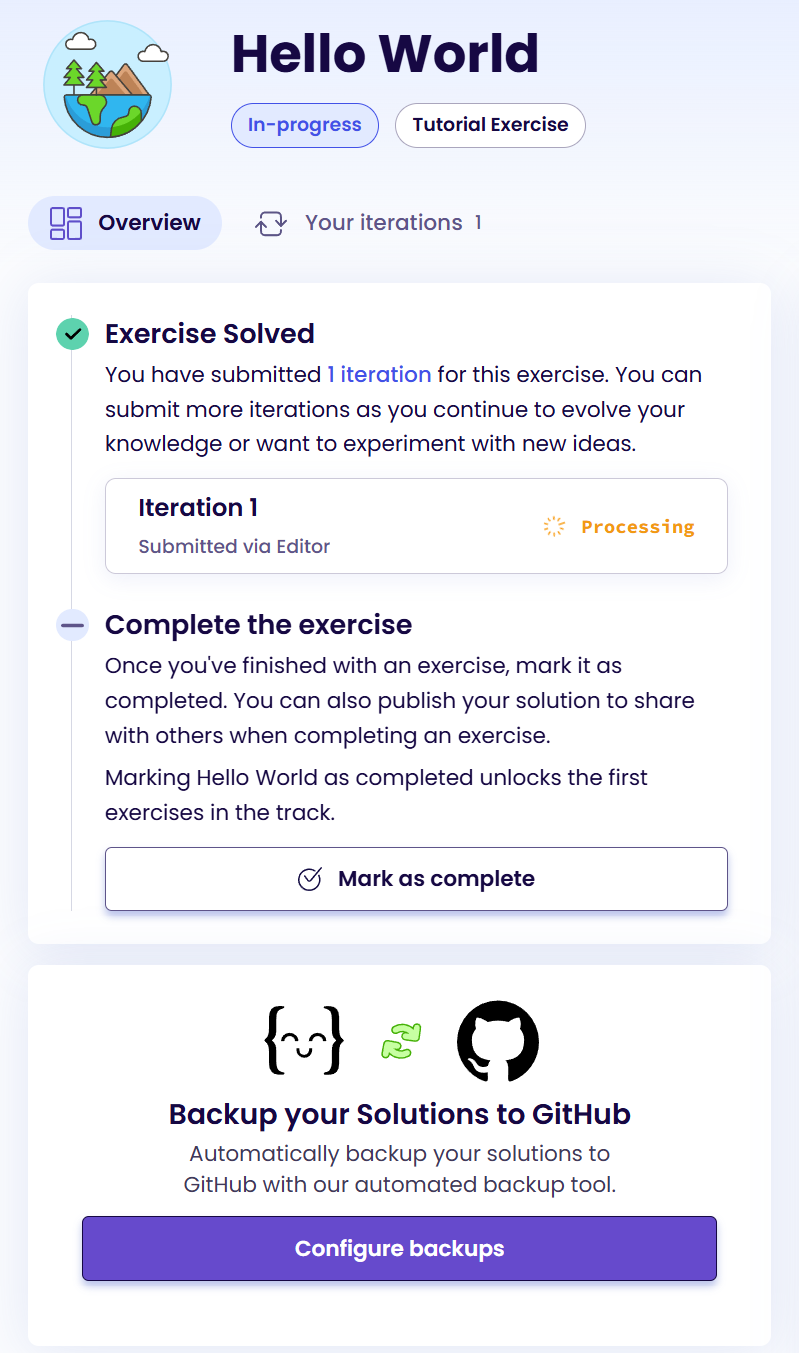 Hello World
In-progress
Tutorial Exercise
Overview
Your iterations 1
Exercise Solved
You have submitted 1 iteration for this exercise. You can
submit more iterations as you continue to evolve your
knowledge or want to experiment with new ideas.
Iteration 1
Submitted via Editor
Processing
Complete the exercise
Once you've finished with an exercise, mark it as
completed. You can also publish your solution to share
with others when completing an exercise.
Marking Hello World as completed unlocks the first
exercises in the track.
Mark as complete
Backup your Solutions to GitHub
Automatically backup your solutions to
GitHub with our automated backup tool.
Configure backups